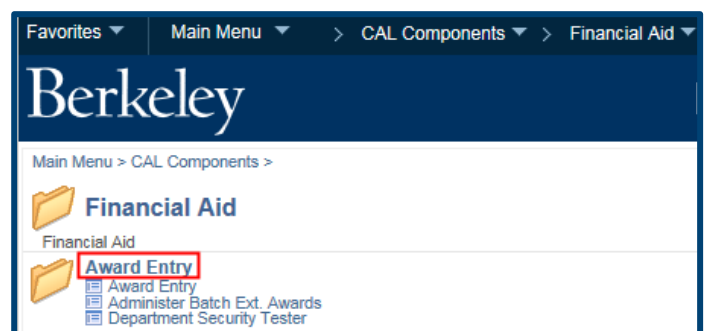 Favorites Main Menu > CAL Components > Financial Aid
Berkeley
Main Menu > CAL Components >
Financial Aid
Financial Aid
Award Entry
Award Entry
Administer Batch Ext. Awards
Department Security Tester